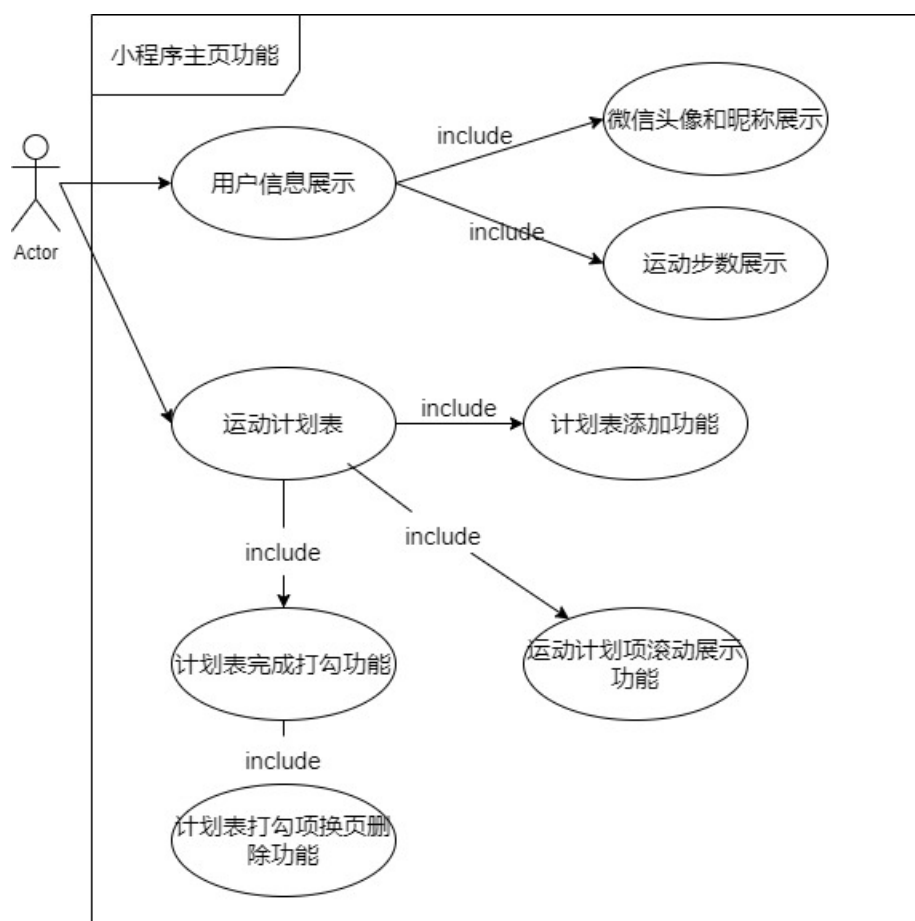 小程序主页功能
微信头像和昵称展示
include
用户信息展示
include
运动步数展示
Actor
运动计划表
include
计划表添加功能
include
include
计划表完成打勾功能
运动计划项滚动展示
功能
include
计划表打勾项换页删
除功能